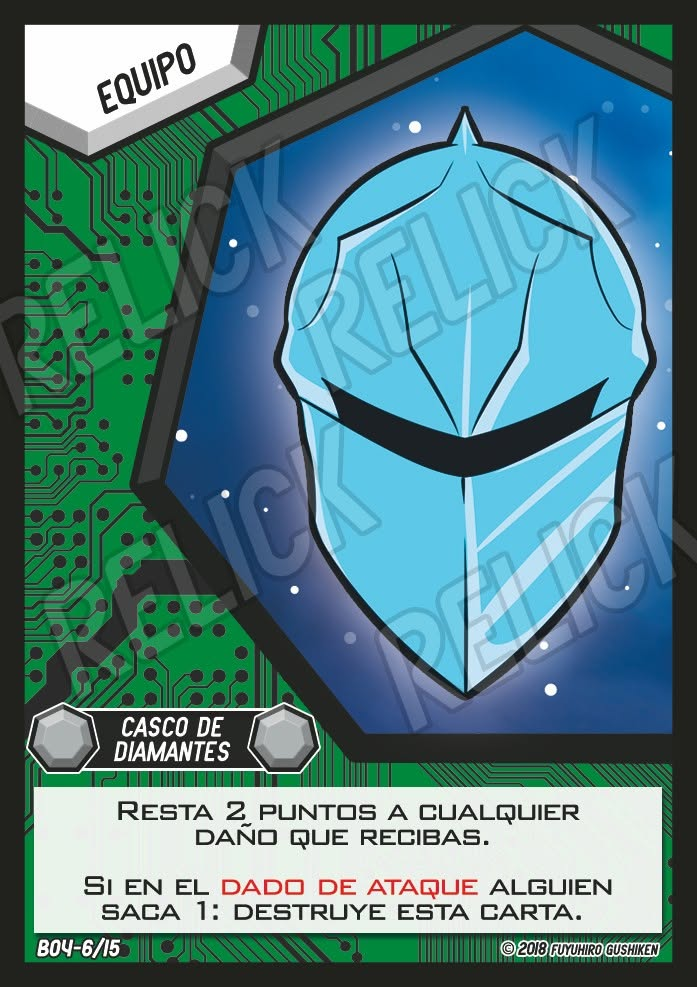 EQUIPO
RELICK
RELICK
RELICK
RELICK
CASCO DE
DIAMANTES
RESTA 2 PUNTOS A CUALQUIER
DAÑO QUE RECIBAS.
SI EN EL DADO DE ATAQUE ALGUIEN
SACA 1: DESTRUYE ESTA CARTA.
B04-6/15
© 2018 FUYUHIRO GUSHIKEN